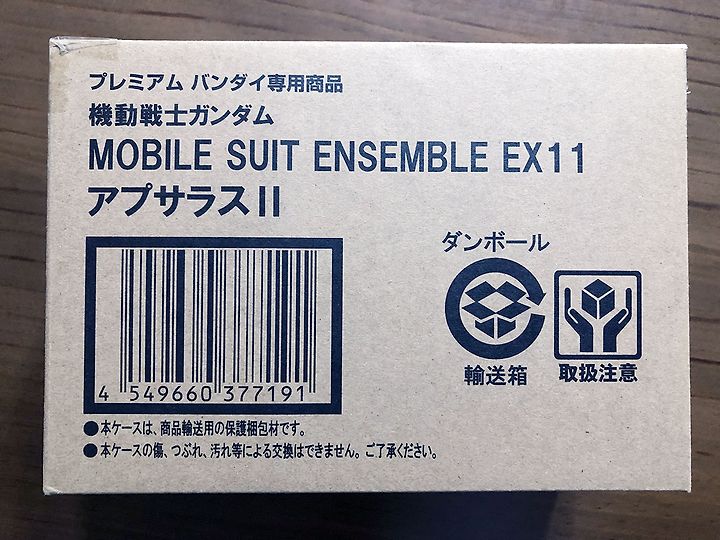 プレミアム バンダイ専用商品
機動戦士ガンダム
MOBILE SUIT ENSEMBLE EX11
アプサラスII
ダンボール
輸送箱
取扱注意
4 549660 377191
●本ケースは、商品輸送用の保護梱包材です。
●本ケースの傷、つぶれ、汚れ等による交換はできません。ご了承ください。